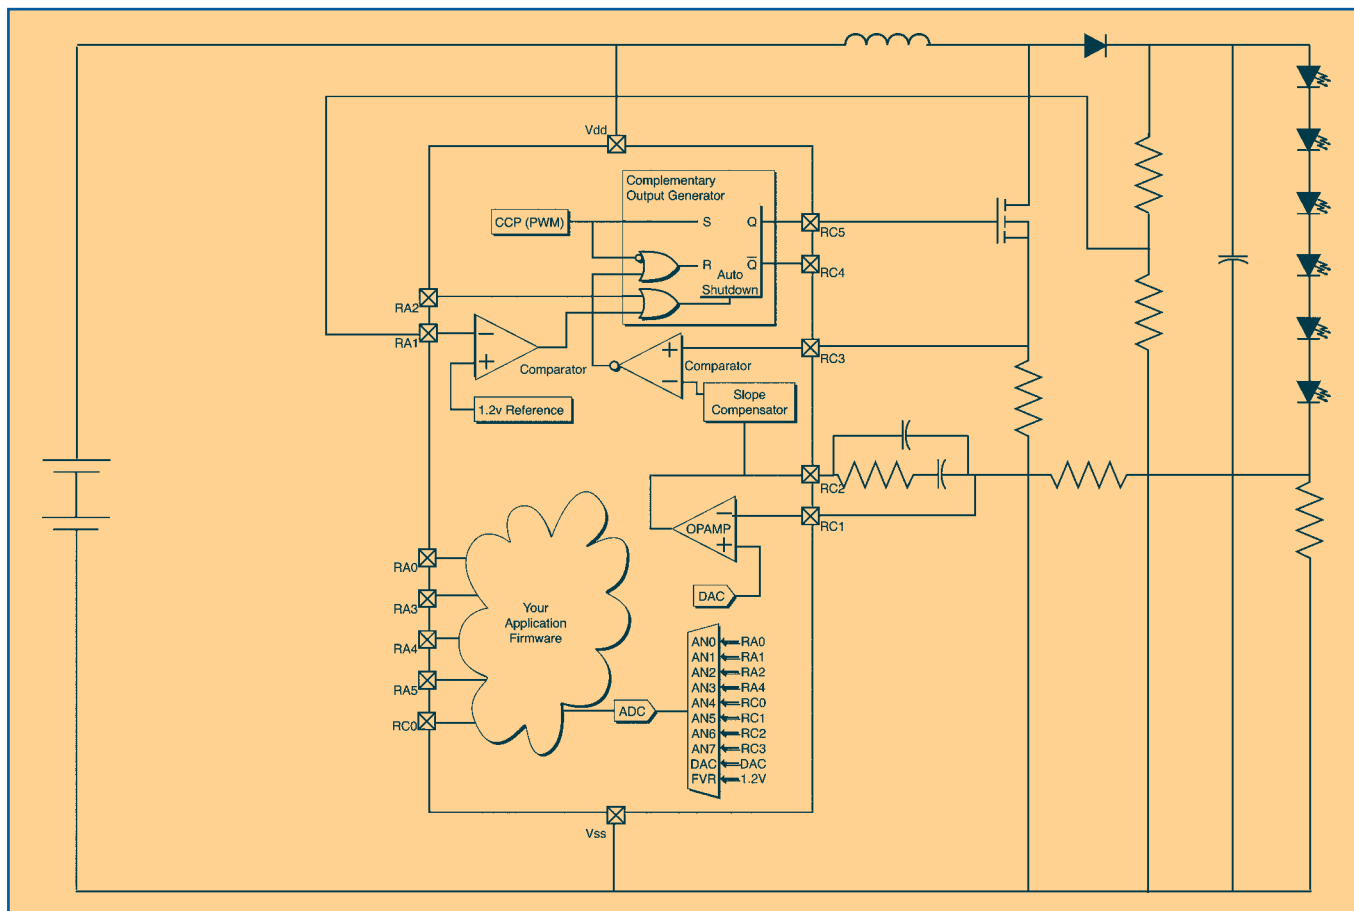 Vdd
Complementary
Output Generator
CCP (PWM)
S
Q
RC5
R
Q
RC4
Auto
Shutdown
RA2
RA1
−
+
Comparator
+
−
Comparator
RC3
1.2v Reference
Slope
Compensator
RC2
−
OPAMP
+
RC1
DAC
RA0
RA3
RA4
RA5
RC0
Your
Application
Firmware
ADC
AN0 RA0
AN1 RA1
AN2 RA2
AN3 RA4
AN4 RC0
AN5 RC1
AN6 RC2
AN7 RC3
DAC DAC
FVR 1.2V
Vss